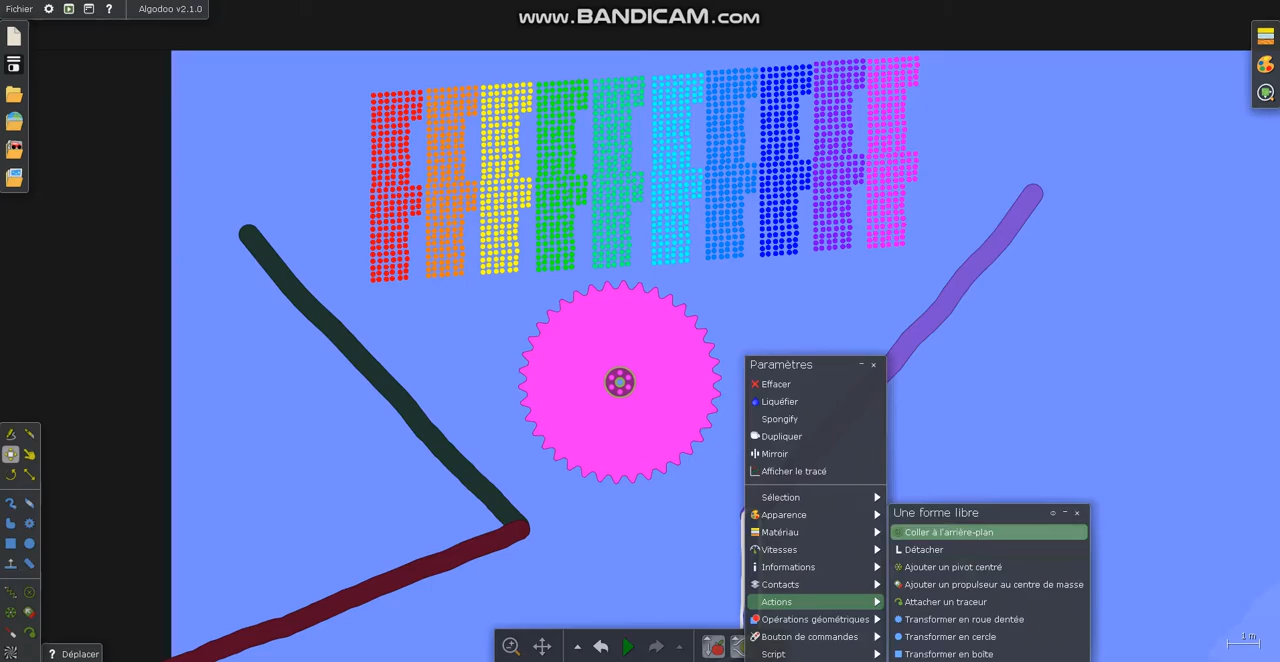 www.BANDICAM.com
Fichier
?
Algodoo v2.1.0
Paramètres
Effacer
Liquéfier
Spongify
Dupliquer
Mirroir
Afficher le tracé
Sélection
Apparence
Matériau
Vitesses
Informations
Contacts
Actions
Opérations géométriques
Bouton de commandes
Script
Une forme libre
Coller à l'arrière-plan
Détacher
Ajouter un pivot centré
Ajouter un propulseur au centre de masse
Attacher un traceur
Transformer en roue dentée
Transformer en cercle
Transformer en boîte
? Déplacer
1 m